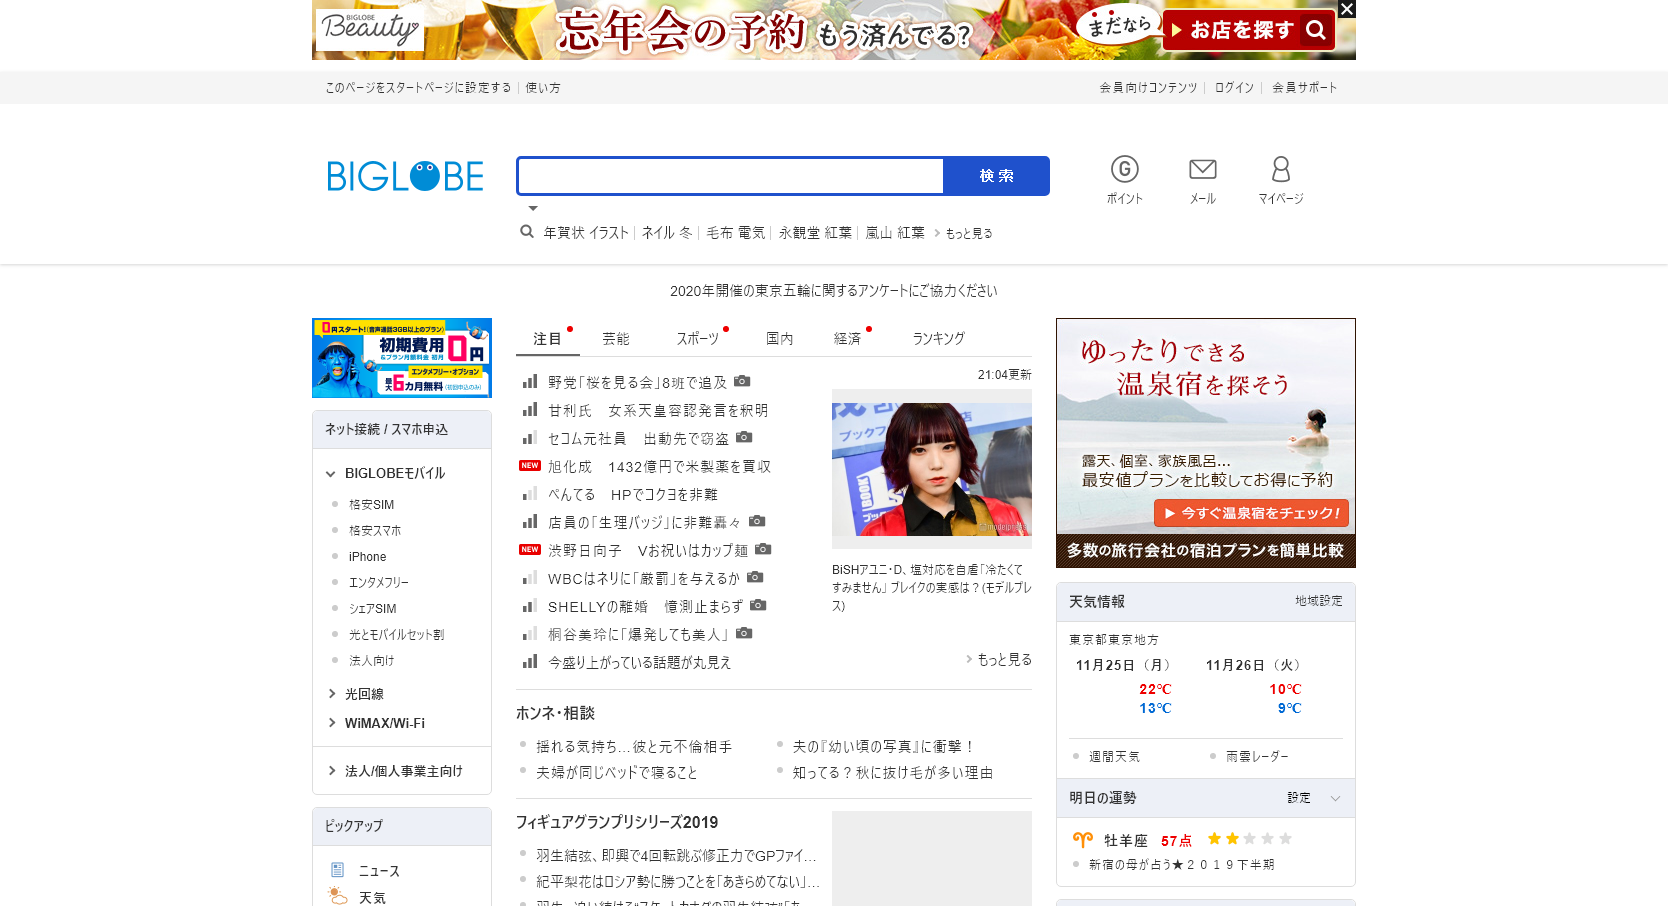 BIGLOBE
Beauty
忘年会の予約 もう済んでる?
まだなら
お店を探す
このページをスタートページに設定する
使い方
会員向けコンテンツ
ログイン
会員サポート
BIGLOBE
検索
G
ポイント
メール
マイページ
年賀状 イラスト
ネイル 冬
毛布 電気
永観堂 紅葉
嵐山 紅葉
もっと見る
2020年開催の東京五輪に関するアンケートにご協力ください
0円スタート!(音声通話3GB以上のプラン)
初期費用
&プラン月額料金 初月
0円
エンタメフリー・オプション
最大6カ月無料(初回申込のみ)
ネット接続 / スマホ申込
BIGLOBEモバイル
格安SIM
格安スマホ
iPhone
エンタメフリー
シェアSIM
光とモバイルセット割
法人向け
光回線
WiMAX/Wi-Fi
法人/個人事業主向け
ピックアップ
ニュース
天気
注目
芸能
スポーツ
国内
経済
ランキング
野党「桜を見る会」8班で追及
甘利氏　女系天皇容認発言を釈明
セコム元社員　出動先で窃盗
NEW 旭化成　1432億円で米製薬を買収
ぺんてる　HPでコクヨを非難
店員の「生理バッジ」に非難轟々
NEW 渋野日向子　Vお祝いはカップ麺
WBCはネリに「厳罰」を与えるか
SHELLYの離婚　憶測止まらず
桐谷美玲に「爆発しても美人」
今盛り上がっている話題が丸見え
21:04更新
ブックファ
BOOK
modelpress
BiSHアユニ・D、塩対応を自虐「冷たくて
すみません」 ブレイクの実感は？(モデルプレ
ス)
もっと見る
ホンネ・相談
揺れる気持ち…彼と元不倫相手
夫の『幼い頃の写真』に衝撃！
夫婦が同じベッドで寝ること
知ってる？秋に抜け毛が多い理由
フィギュアグランプリシリーズ2019
羽生結弦、即興で4回転跳ぶ修正力でGPファイ…
紀平梨花はロシア勢に勝つことを「あきらめてない」…
ゆったりできる
温泉宿を探そう
露天、個室、家族風呂…
最安値プランを比較してお得に予約
今すぐ温泉宿をチェック!
多数の旅行会社の宿泊プランを簡単比較
天気情報
地域設定
東京都東京地方
11月25日（月）
11月26日（火）
22℃
10℃
13℃
9℃
週間天気
雨雲レーダー
明日の運勢
設定
牡羊座
57点
新宿の母が占う★２０１９下半期